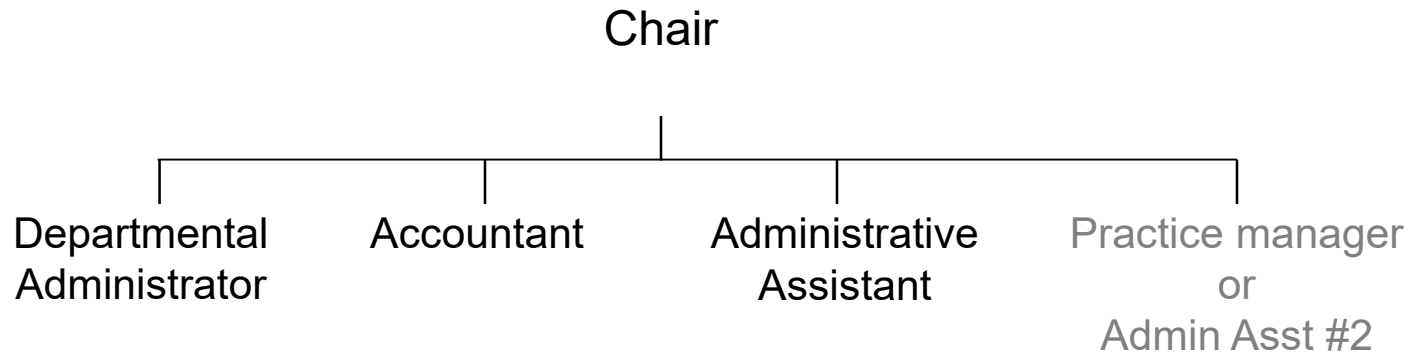 Chair
Departmental
Administrator
Accountant
Administrative
Assistant
Practice manager
or
Admin Asst #2